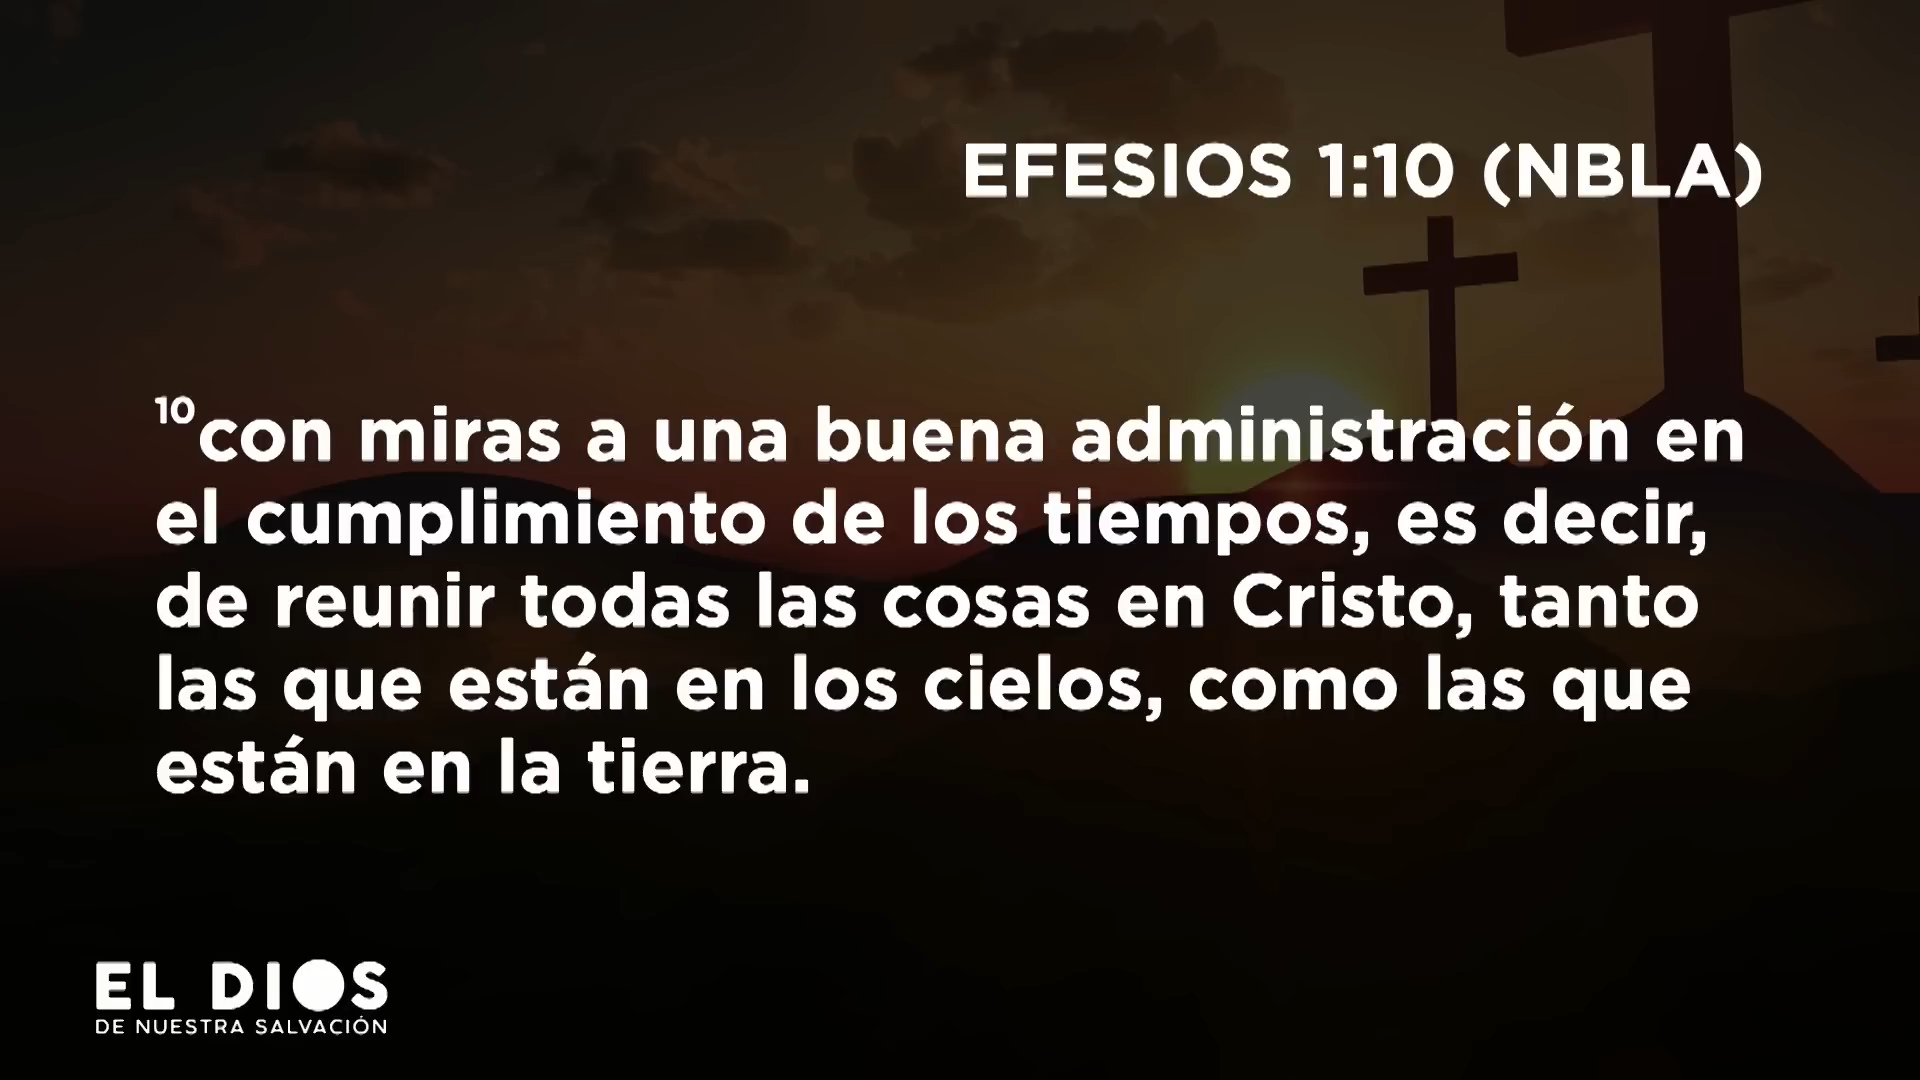 EFESIOS 1:10 (NBLA)
10con miras a una buena administración en
el cumplimiento de los tiempos, es decir,
de reunir todas las cosas en Cristo, tanto
las que están en los cielos, como las que
están en la tierra.
EL DIOS
DE NUESTRA SALVACIÓN